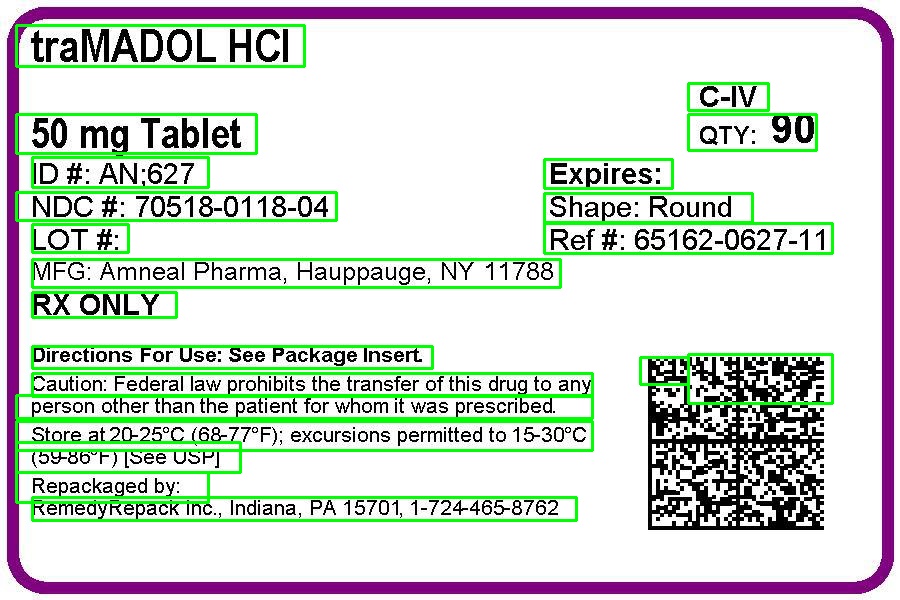 traMADOL HCl
C-IV
50 mg Tablet
QTY: 90
ID #: AN;627
Expires:
NDC #: 70518-0118-04
Shape: Round
LOT #:
Ref #: 65162-0627-11
MFG: Amneal Pharma, Hauppauge, NY 11788
RX ONLY
Directions For Use: See Package Insert.
Caution: Federal law prohibits the transfer of this drug to any
person other than the patient for whom it was prescribed.
Store at 20-25°C (68-77°F); excursions permitted to 15-30°C
(59-86°F) [See USP]
Repackaged by:
RemedyRepack Inc., Indiana, PA 15701, 1-724-465-8762